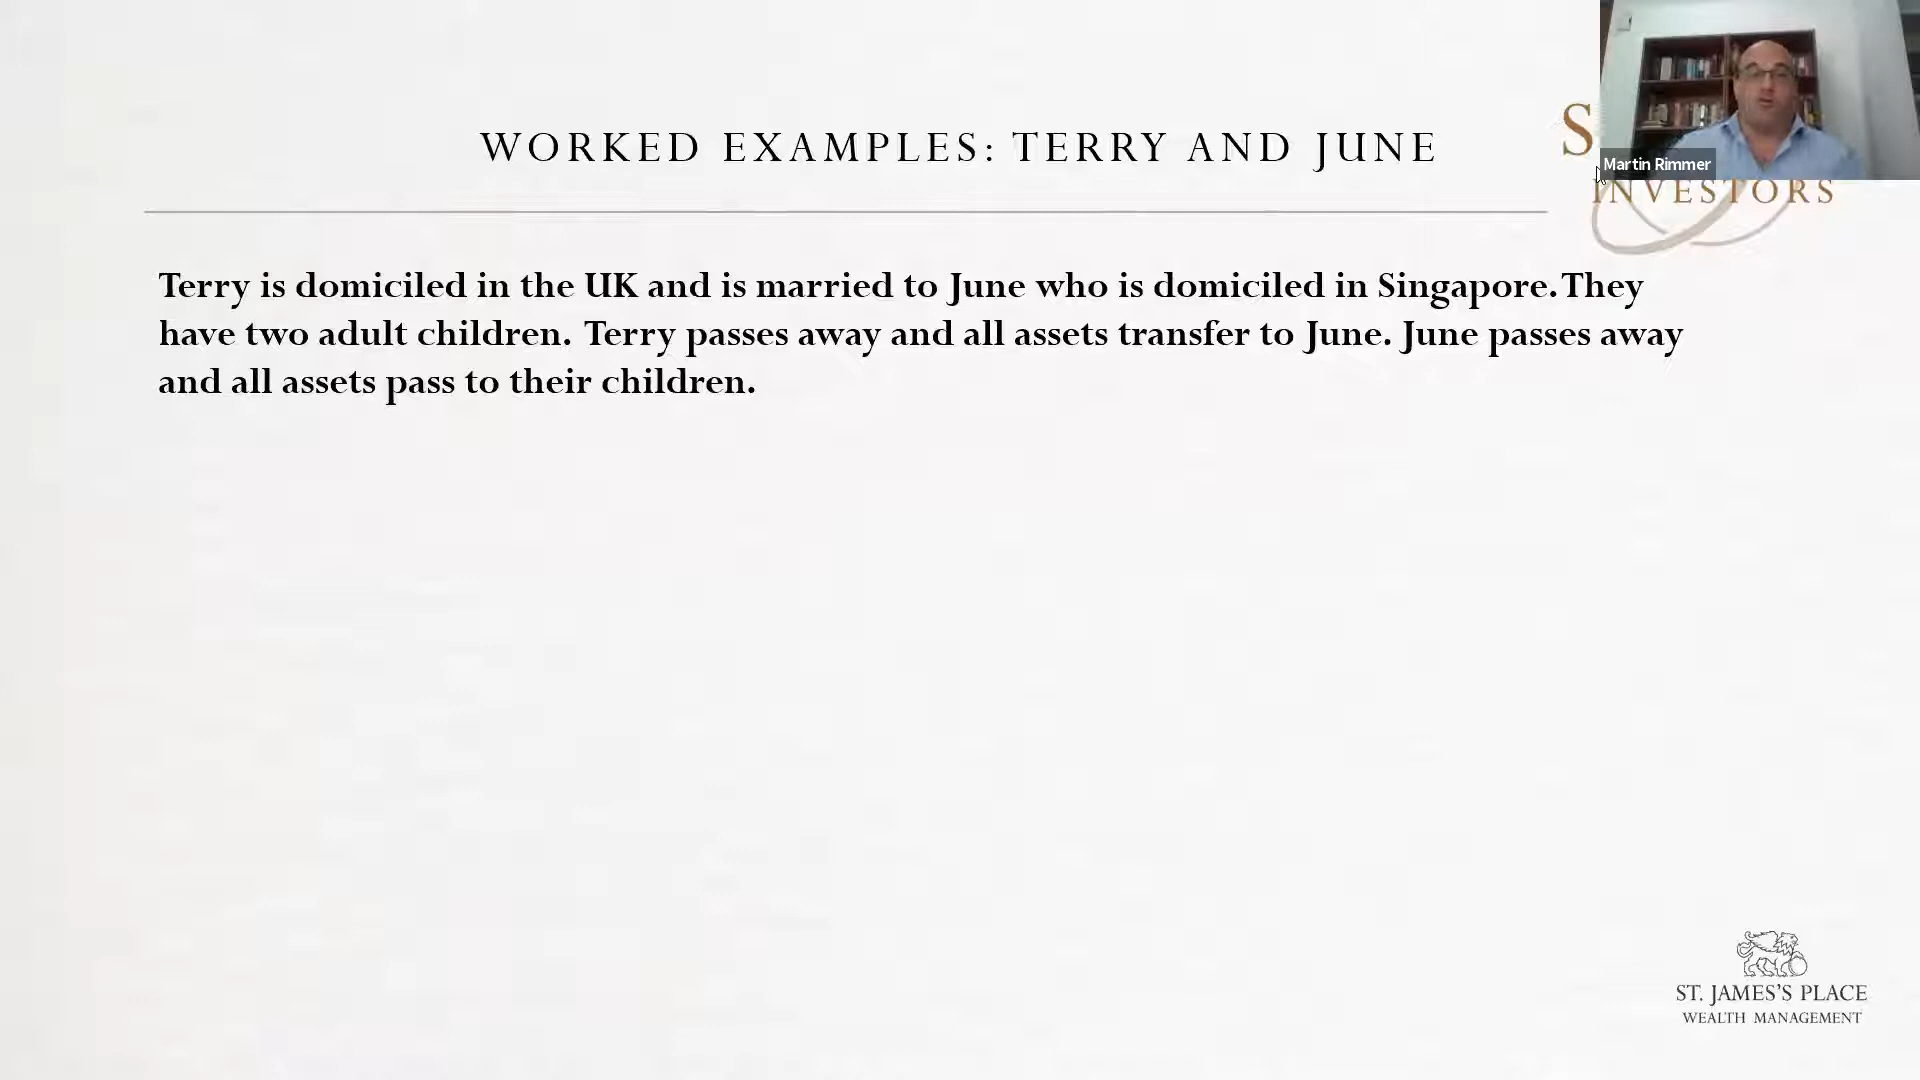 WORKED EXAMPLES: TERRY AND JUNE
S
Martin Rimmer
INVESTORS
Terry is domiciled in the UK and is married to June who is domiciled in Singapore. They
have two adult children. Terry passes away and all assets transfer to June. June passes away
and all assets pass to their children.
ST. JAMES'S PLACE
WEALTH MANAGEMENT